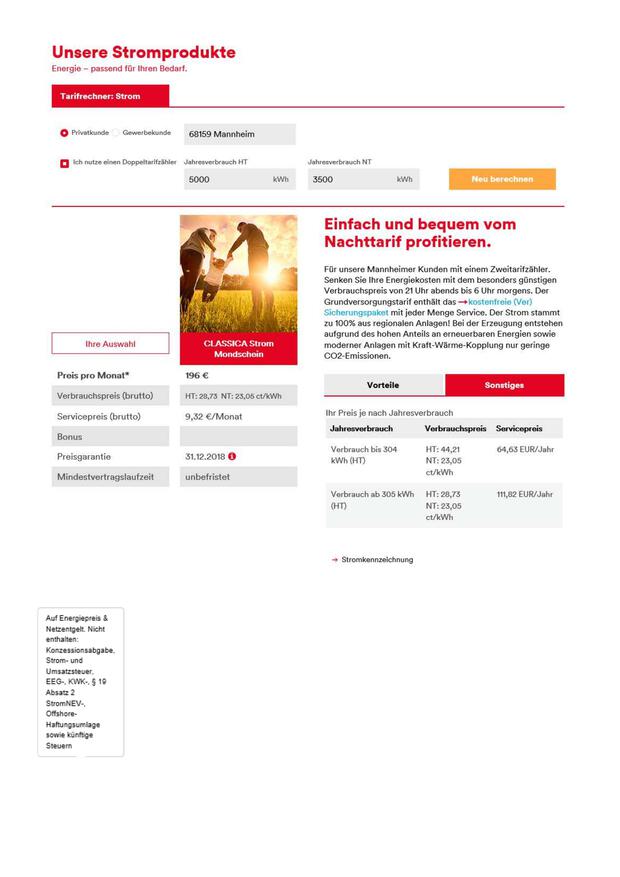 Unsere Stromprodukte
Energie – passend für Ihren Bedarf.
Tarifrechner: Strom
Privatkunde Gewerbekunde 68159 Mannheim
Ich nutze einen Doppeltarifzähler Jahresverbrauch HT Jahresverbrauch NT
5000 kWh 3500 kWh Neu berechnen
Ihre Auswahl
CLASSICA Strom
Mondschein
Preis pro Monat* 196 €
Verbrauchspreis (brutto) HT: 28,73 NT: 23,05 ct/kWh
Servicepreis (brutto) 9,32 €/Monat
Bonus
Preisgarantie 31.12.2018
Mindestvertragslaufzeit unbefristet
Einfach und bequem vom
Nachttarif profitieren.
Für unsere Mannheimer Kunden mit einem Zweitarifzähler.
Senken Sie Ihre Energiekosten mit dem besonders günstigen
Verbrauchspreis von 21 Uhr abends bis 6 Uhr morgens. Der
Grundversorgungstarif enthält das → kostenfreie (Ver)
Sicherungspaket mit jeder Menge Service. Der Strom stammt
zu 100% aus regionalen Anlagen! Bei der Erzeugung entstehen
aufgrund des hohen Anteils an erneuerbaren Energien sowie
moderner Anlagen mit Kraft-Wärme-Kopplung nur geringe
CO2-Emissionen.
Vorteile Sonstiges
Ihr Preis je nach Jahresverbrauch
Jahresverbrauch Verbrauchspreis Servicepreis
Verbrauch bis 304 HT: 44,21 64,63 EUR/Jahr
kWh (HT) NT: 23,05
ct/kWh
Verbrauch ab 305 kWh HT: 28,73 111,82 EUR/Jahr
(HT) NT: 23,05
ct/kWh
→ Stromkennzeichnung
Auf Energiepreis &
Netzentgelt. Nicht
enthalten:
Konzessionsabgabe,
Strom- und
Umsatzsteuer,
EEG-, KWK-, § 19
Absatz 2
StromNEV-,
Offshore-
Haftungsumlage
sowie künftige
Steuern